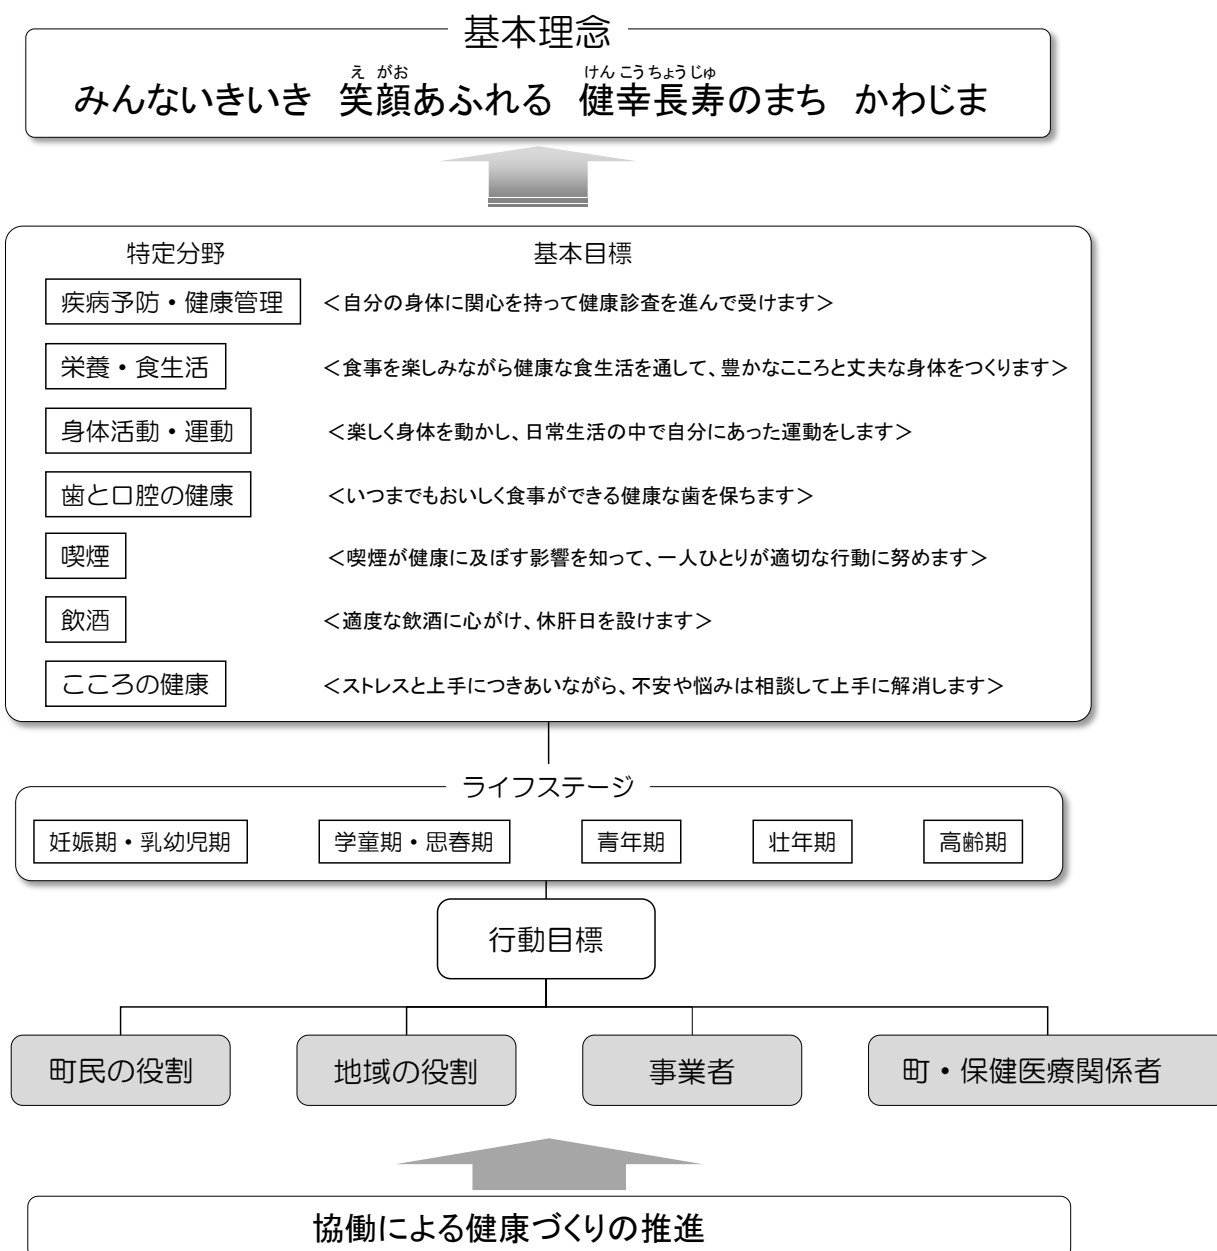 基本理念
みんないきいき 笑顔あふれる 健幸長寿のまち かわじま
え がお けんこうちょうじゅ
特定分野 基本目標
疾病予防・健康管理 <自分の身体に関心を持って健康診査を進んで受けます>
栄養・食生活 <食事を楽しみながら健康な食生活を通して、豊かなこころと丈夫な身体をつくります>
身体活動・運動 <楽しく身体を動かし、日常生活の中で自分にあった運動をします>
歯と口腔の健康 <いつまでもおいしく食事ができる健康な歯を保ちます>
喫煙 <喫煙が健康に及ぼす影響を知って、一人ひとりが適切な行動に努めます>
飲酒 <適度な飲酒に心がけ、休肝日を設けます>
こころの健康 <ストレスと上手につきあいながら、不安や悩みは相談して上手に解消します>
ライフステージ
妊娠期・乳幼児期 学童期・思春期 青年期 壮年期 高齢期
行動目標
町民の役割 地域の役割 事業者 町・保健医療関係者
協働による健康づくりの推進